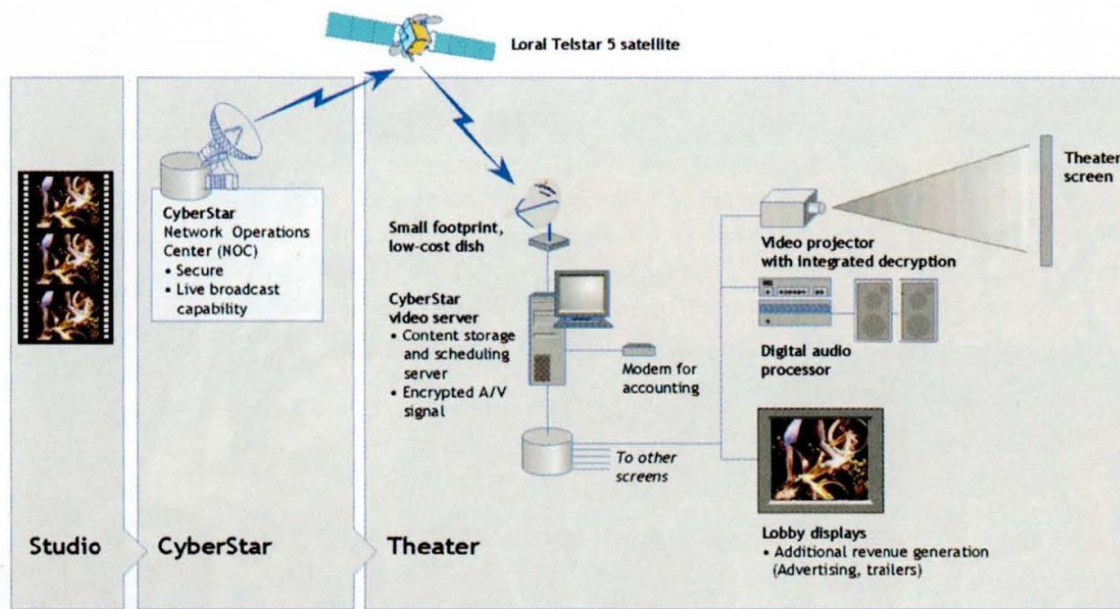 Loral Telstar 5 satellite
CyberStar
Network Operations
Center (NOC)
• Secure
• Live broadcast
capability
Small footprint,
low-cost dish
CyberStar
video server
• Content storage
and scheduling
server
• Encrypted A/V
signal
Modem for
accounting
To other
screens
Theater
screen
Video projector
with integrated decryption
Digital audio
processor
Lobby displays
• Additional revenue generation
(Advertising, trailers)
Studio
CyberStar
Theater